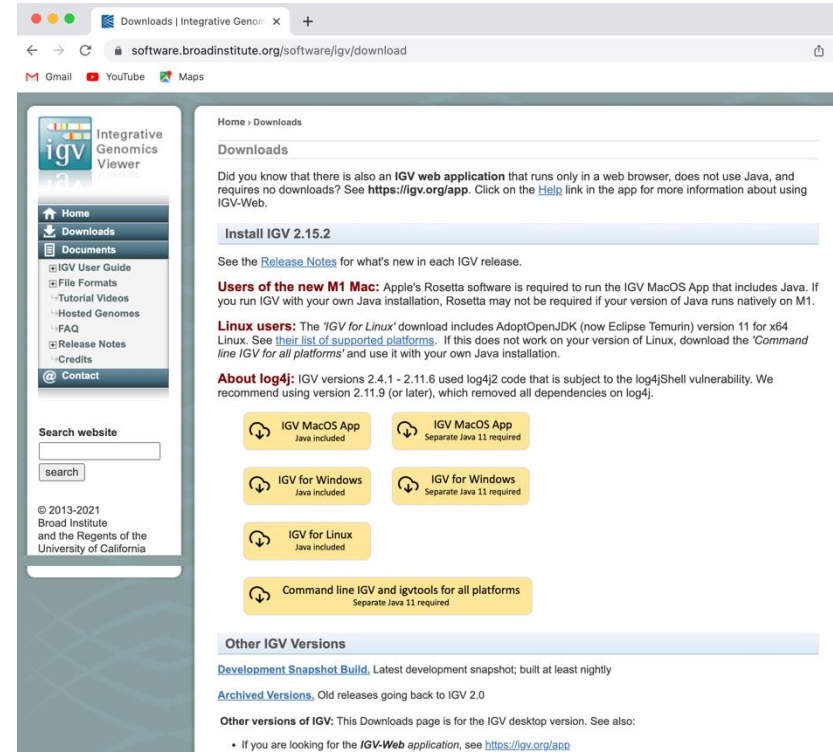 Downloads | Integrative Genom
software.broadinstitute.org/software/igv/download
Gmail YouTube Maps
igv
Integrative
Genomics
Viewer
Home
Downloads
Documents
IGV User Guide
File Formats
Tutorial Videos
Hosted Genomes
FAQ
Release Notes
Credits
Contact
Search website
search
© 2013-2021
Broad Institute
and the Regents of the
University of California
Home › Downloads
Downloads
Did you know that there is also an IGV web application that runs only in a web browser, does not use Java, and
requires no downloads? See https://igv.org/app. Click on the Help link in the app for more information about using
IGV-Web.
Install IGV 2.15.2
See the Release Notes for what's new in each IGV release.
Users of the new M1 Mac: Apple's Rosetta software is required to run the IGV MacOS App that includes Java. If
you run IGV with your own Java installation, Rosetta may not be required if your version of Java runs natively on M1.
Linux users: The 'IGV for Linux' download includes AdoptOpenJDK (now Eclipse Temurin) version 11 for x64
Linux. See their list of supported platforms. If this does not work on your version of Linux, download the 'Command
line IGV for all platforms' and use it with your own Java installation.
About log4j: IGV versions 2.4.1 - 2.11.6 used log4j2 code that is subject to the log4jShell vulnerability. We
recommend using version 2.11.9 (or later), which removed all dependencies on log4j.
IGV MacOS App
Java included
IGV MacOS App
Separate Java 11 required
IGV for Windows
Java included
IGV for Windows
Separate Java 11 required
IGV for Linux
Java included
Command line IGV and igvtools for all platforms
Separate Java 11 required
Other IGV Versions
Development Snapshot Build. Latest development snapshot; built at least nightly
Archived Versions. Old releases going back to IGV 2.0
Other versions of IGV: This Downloads page is for the IGV desktop version. See also:
• If you are looking for the IGV-Web application, see https://igv.org/app